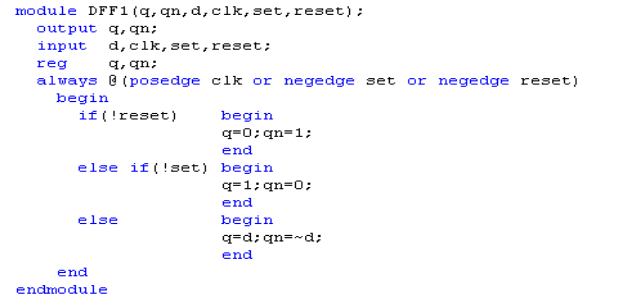 module DFF1(q,qn,d,clk,set,reset);
output q,qn;
input d,clk,set,reset;
reg q,qn;
always @(posedge clk or negedge set or negedge reset)
begin
if(!reset) begin
q=0;qn=1;
end
else if(!set) begin
q=1;qn=0;
end
else begin
q=d;qn=~d;
end
end
endmodule